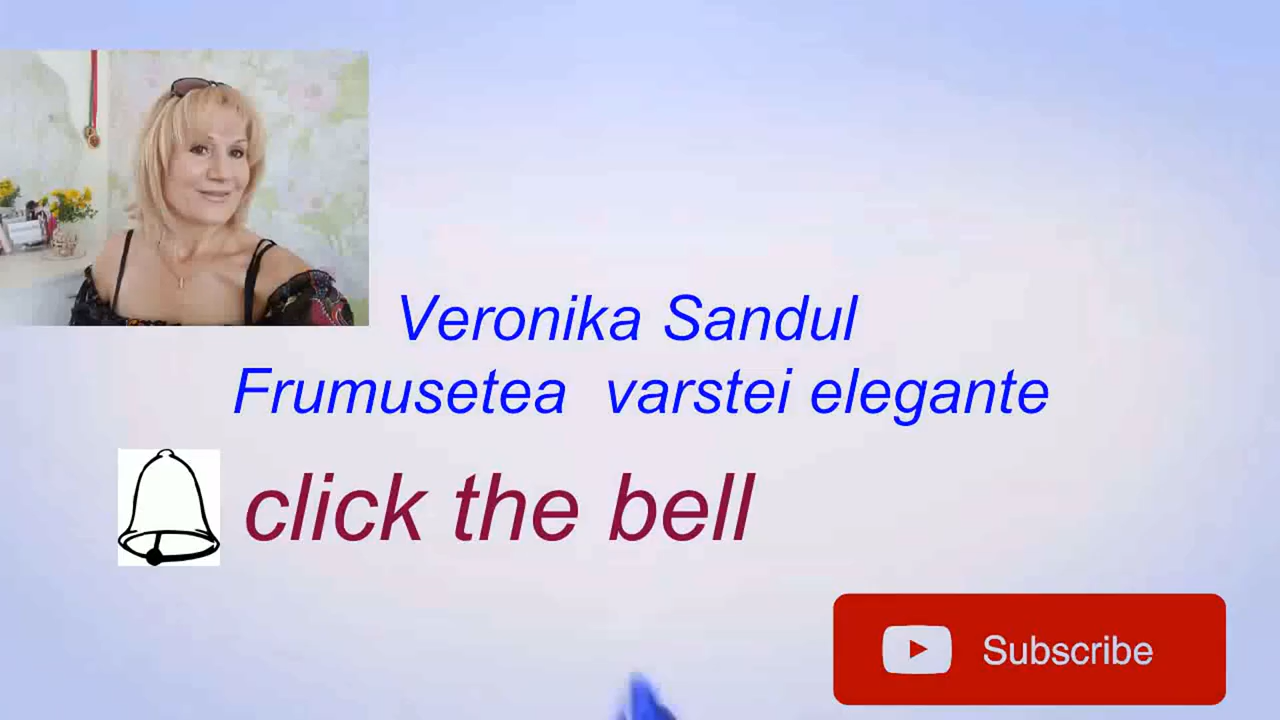 Veronika Sandul
Frumusetea varstei elegante
click the bell
Subscribe